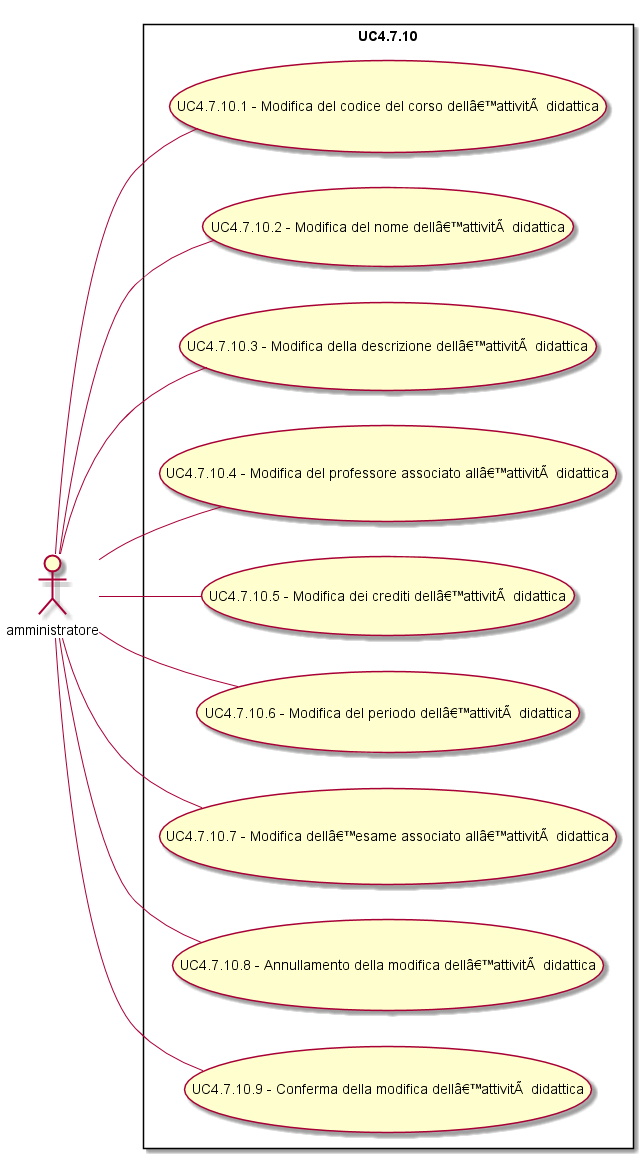 UC4.7.10
UC4.7.10.1 - Modifica del codice del corso dellâ€™attivitÃ  didattica
UC4.7.10.2 - Modifica del nome dellâ€™attivitÃ  didattica
UC4.7.10.3 - Modifica della descrizione dellâ€™attivitÃ  didattica
UC4.7.10.4 - Modifica del professore associato allâ€™attivitÃ  didattica
UC4.7.10.5 - Modifica dei crediti dellâ€™attivitÃ  didattica
amministratore
UC4.7.10.6 - Modifica del periodo dellâ€™attivitÃ  didattica
UC4.7.10.7 - Modifica dellâ€™esame associato allâ€™attivitÃ  didattica
UC4.7.10.8 - Annullamento della modifica dellâ€™attivitÃ  didattica
UC4.7.10.9 - Conferma della modifica dellâ€™attivitÃ  didattica